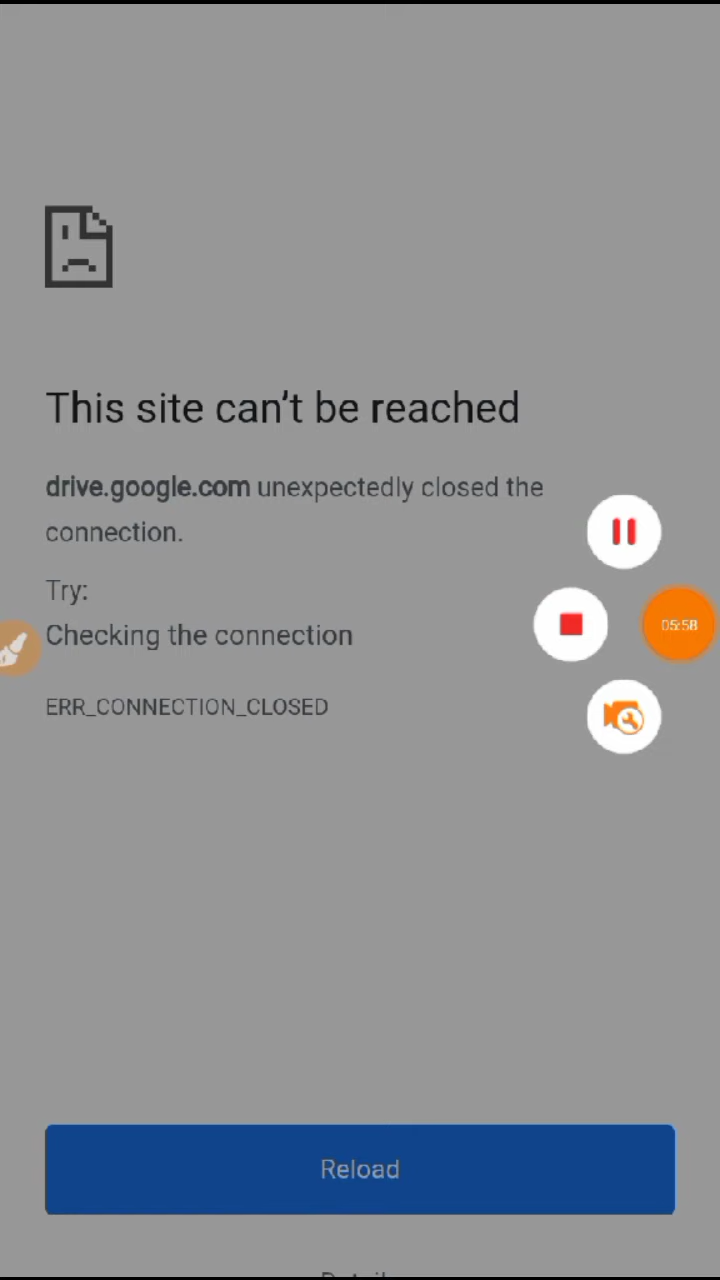 This site can't be reached
drive.google.com unexpectedly closed the
connection.
Try:
Checking the connection
ERR_CONNECTION_CLOSED
05:58
Reload